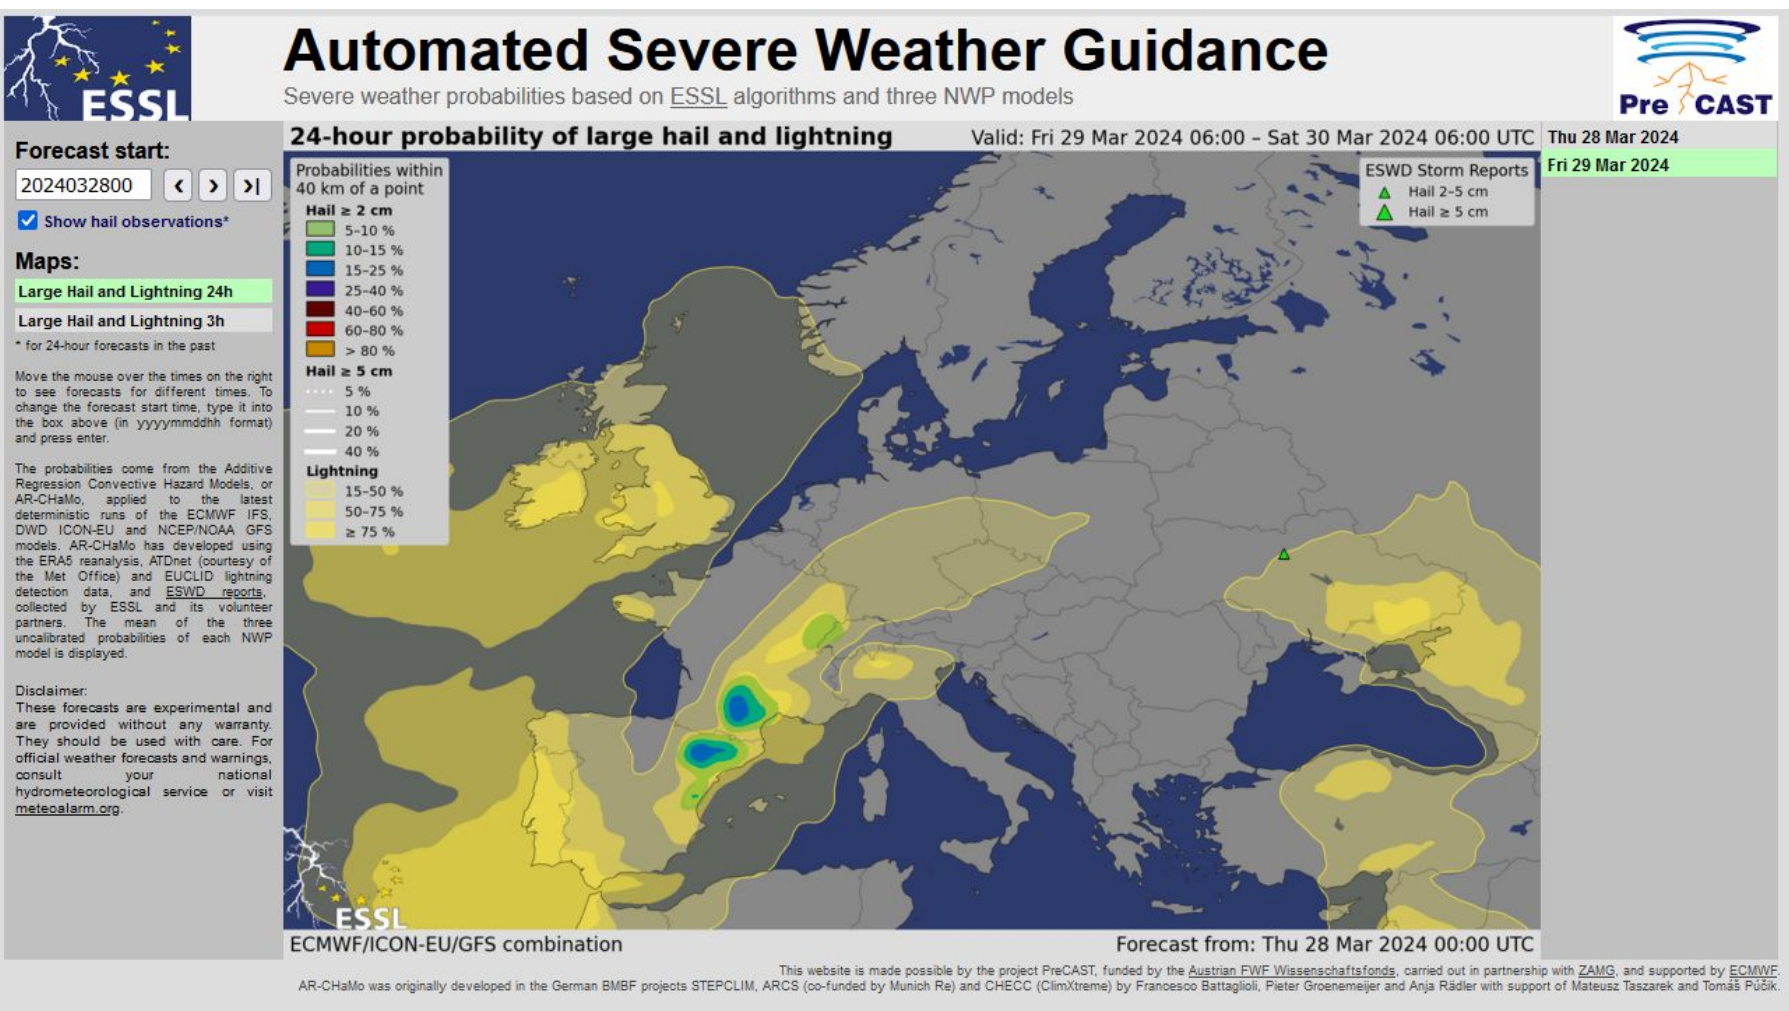 ESSL
Automated Severe Weather Guidance
Severe weather probabilities based on ESSL algorithms and three NWP models
Pre CAST
Forecast start:
2024032800
‹ › ›|
Show hail observations*
Maps:
Large Hail and Lightning 24h
Large Hail and Lightning 3h
* for 24-hour forecasts in the past
Move the mouse over the times on the right
to see forecasts for different times. To
change the forecast start time, type it into
the box above (in yyyymmddhh format)
and press enter.
The probabilities come from the Additive
Regression Convective Hazard Models, or
AR-CHaMo, applied to the latest
deterministic runs of the ECMWF IFS,
DWD ICON-EU and NCEP/NOAA GFS
models. AR-CHaMo has developed using
the ERA5 reanalysis, ATDnet (courtesy of
the Met Office) and EUCLID lightning
detection data, and ESWD reports,
collected by ESSL and its volunteer
partners. The mean of the three
uncalibrated probabilities of each NWP
model is displayed.
Disclaimer:
These forecasts are experimental and
are provided without any warranty.
They should be used with care. For
official weather forecasts and warnings,
consult your national
hydrometeorological service or visit
meteoalarm.org.
24-hour probability of large hail and lightning
Valid: Fri 29 Mar 2024 06:00 – Sat 30 Mar 2024 06:00 UTC
Probabilities within
40 km of a point
Hail ≥ 2 cm
5–10 %
10–15 %
15–25 %
25–40 %
40–60 %
60–80 %
> 80 %
Hail ≥ 5 cm
5 %
10 %
20 %
40 %
Lightning
15–50 %
50–75 %
≥ 75 %
ESWD Storm Reports
Hail 2–5 cm
Hail ≥ 5 cm
ESSL
ECMWF/ICON-EU/GFS combination
Forecast from: Thu 28 Mar 2024 00:00 UTC
Thu 28 Mar 2024
Fri 29 Mar 2024
This website is made possible by the project PreCAST, funded by the Austrian FWF Wissenschaftsfonds, carried out in partnership with ZAMG, and supported by ECMWF.
AR-CHaMo was originally developed in the German BMBF projects STEPCLIM, ARCS (co-funded by Munich Re) and CHECC (ClimXtreme) by Francesco Battaglioli, Pieter Groenemeijer and Anja Rädler with support of Mateusz Taszarek and Tomáš Púčik.